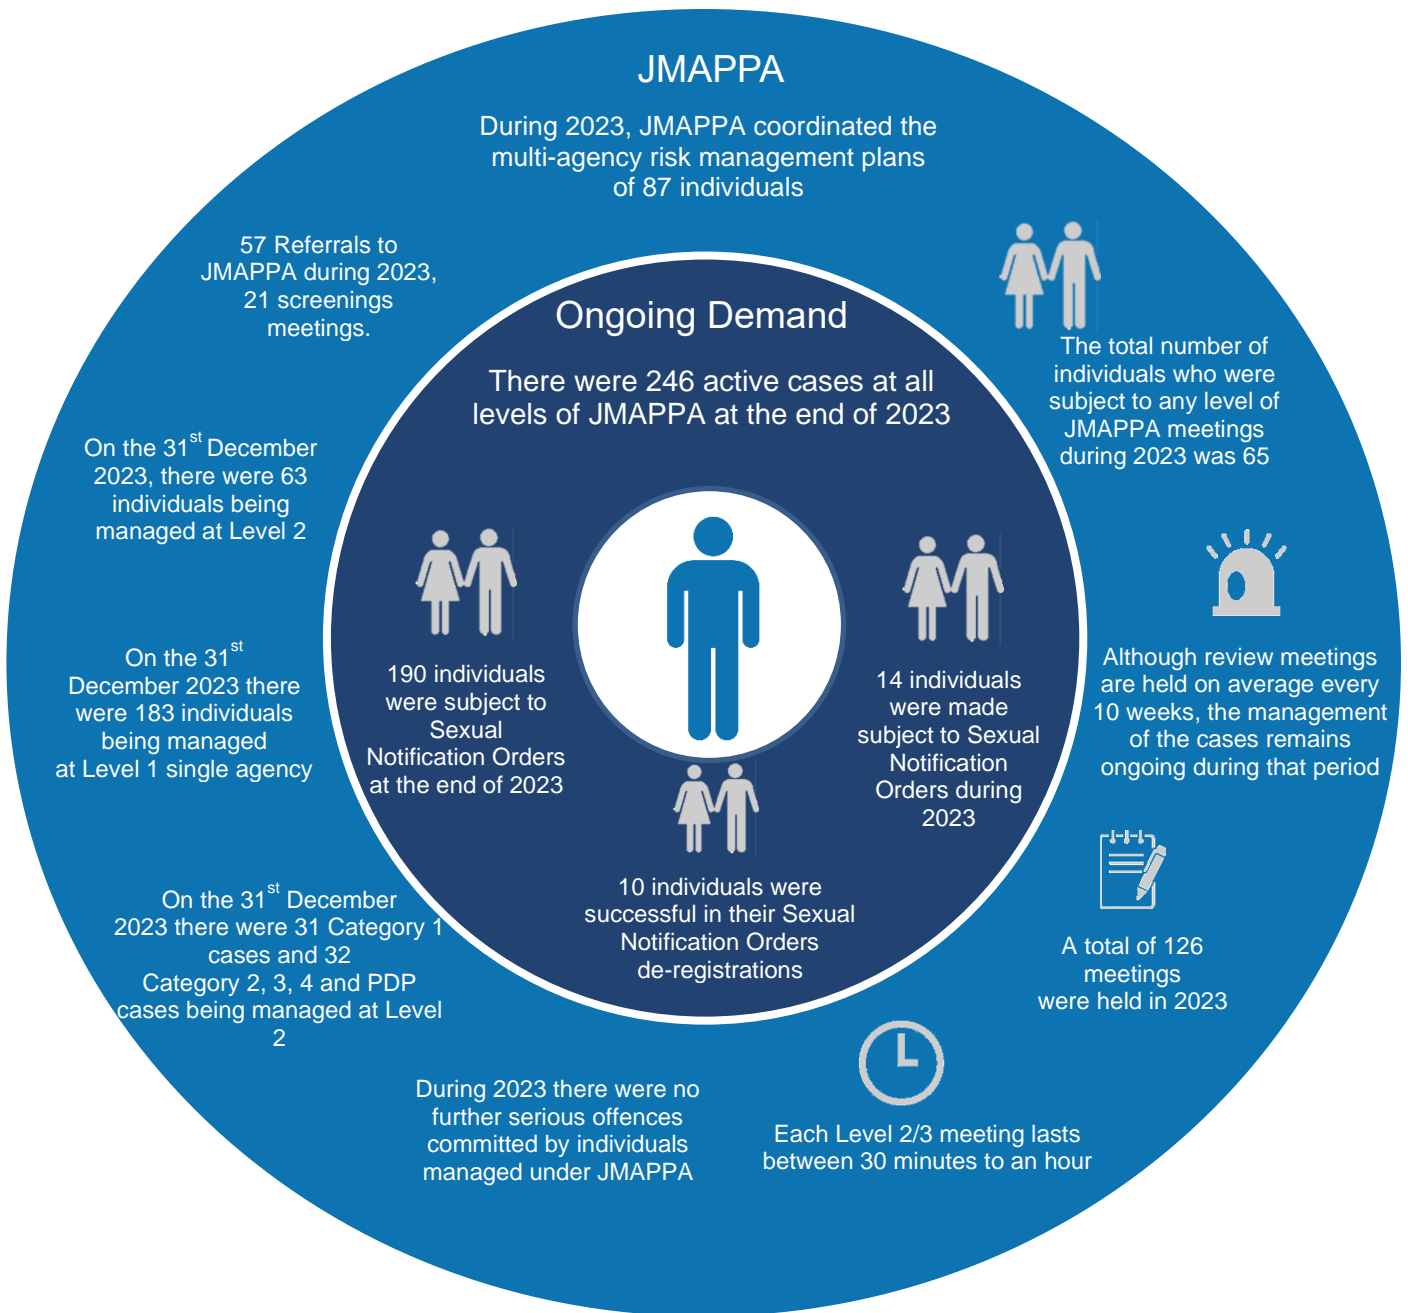 JMAPPA
During 2023, JMAPPA coordinated the
multi-agency risk management plans
of 87 individuals
57 Referrals to
JMAPPA during 2023,
21 screenings
meetings.
On the 31st December
2023, there were 63
individuals being
managed at Level 2
On the 31st
December 2023 there
were 183 individuals
being managed
at Level 1 single agency
On the 31st December
2023 there were 31 Category 1
cases and 32
Category 2, 3, 4 and PDP
cases being managed at Level
2
During 2023 there were no
further serious offences
committed by individuals
managed under JMAPPA
Ongoing Demand
There were 246 active cases at all
levels of JMAPPA at the end of 2023
190 individuals
were subject to
Sexual
Notification Orders
at the end of 2023
10 individuals were
successful in their Sexual
Notification Orders
de-registrations
14 individuals
were made
subject to Sexual
Notification
Orders during
2023
The total number of
individuals who were
subject to any level of
JMAPPA meetings
during 2023 was 65
Although review meetings
are held on average every
10 weeks, the management
of the cases remains
ongoing during that period
A total of 126
meetings
were held in 2023
Each Level 2/3 meeting lasts
between 30 minutes to an hour